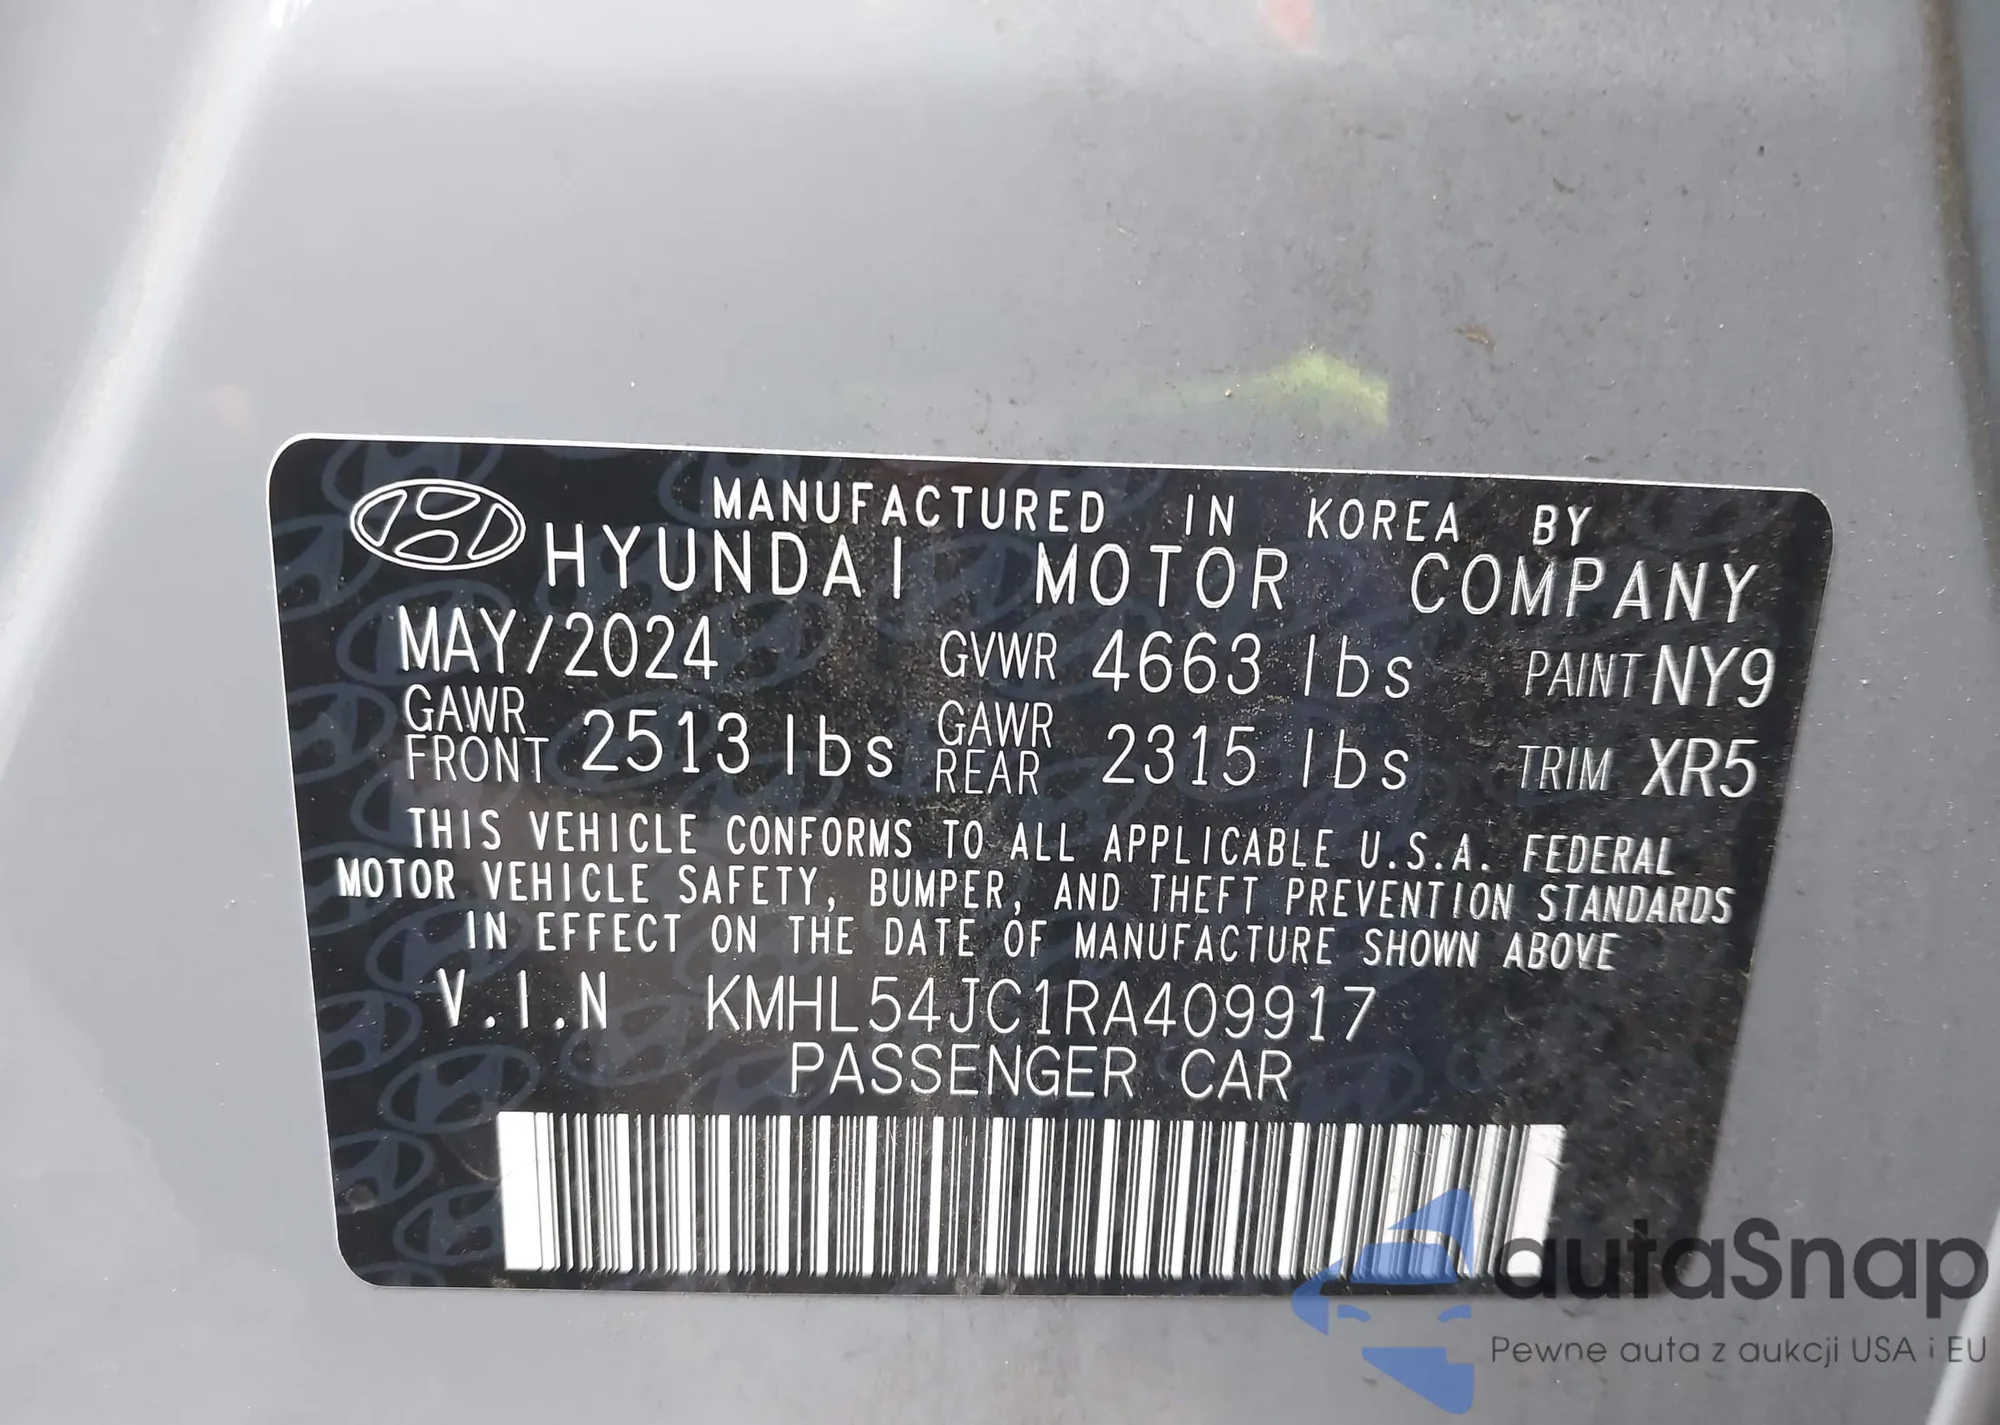 MANUFACTURED IN KOREA BY
HYUNDAI MOTOR COMPANY
MAY/2024 GVWR 4663 lbs PAINT NY9
GAWR FRONT 2513 lbs GAWR REAR 2315 lbs TRIM XR5
THIS VEHICLE CONFORMS TO ALL APPLICABLE U.S.A. FEDERAL
MOTOR VEHICLE SAFETY, BUMPER, AND THEFT PREVENTION STANDARDS
IN EFFECT ON THE DATE OF MANUFACTURE SHOWN ABOVE
V.I.N KMHL54JC1RA409917
PASSENGER CAR
autaSnap
Pewne auta z aukcji USA i EU